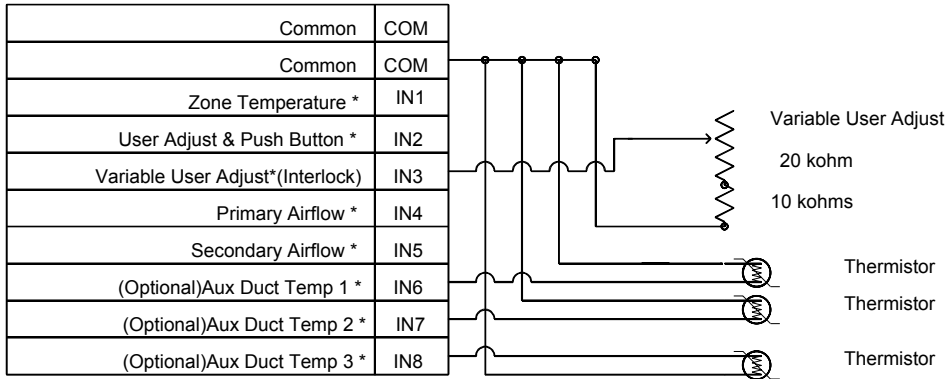 Common COM
Common COM
Zone Temperature * IN1
User Adjust & Push Button * IN2
Variable User Adjust*(Interlock) IN3
Primary Airflow * IN4
Secondary Airflow * IN5
(Optional)Aux Duct Temp 1 * IN6
(Optional)Aux Duct Temp 2 * IN7
(Optional)Aux Duct Temp 3 * IN8
Variable User Adjust
20 kohm
10 kohms
Thermistor
Thermistor
Thermistor